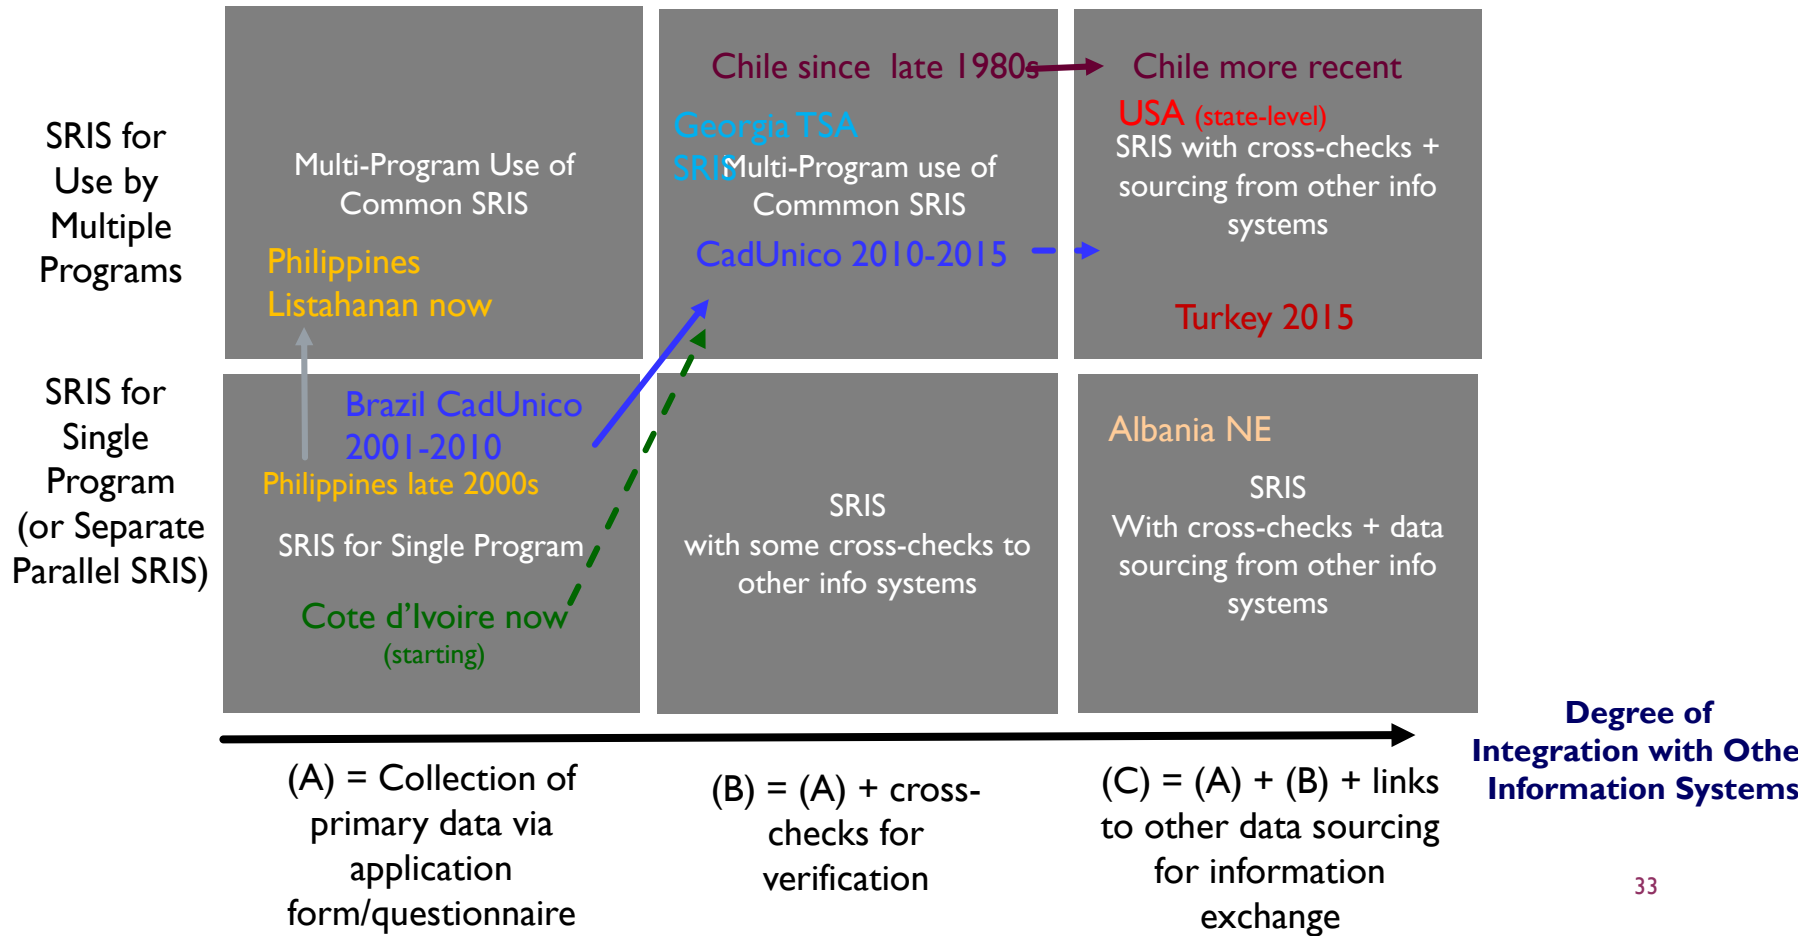 SRIS for
Use by
Multiple
Programs
Multi-Program Use of
Common SRIS
Philippines
Listahanan now
Chile since late 1980s
Georgia TSA
SRIS
Multi-Program use of
Commmon SRIS
CadUnico 2010-2015
Chile more recent
USA (state-level)
SRIS with cross-checks +
sourcing from other info
systems
Turkey 2015
SRIS for
Single
Program
(or Separate
Parallel SRIS)
Brazil CadUnico
2001-2010
Philippines late 2000s
SRIS for Single Program
Cote d'Ivoire now
(starting)
SRIS
with some cross-checks to
other info systems
Albania NE
SRIS
With cross-checks + data
sourcing from other info
systems
(A) = Collection of
primary data via
application
form/questionnaire
(B) = (A) + cross-
checks for
verification
(C) = (A) + (B) + links
to other data sourcing
for information
exchange
Degree of
Integration with Othe
Information Systems
33